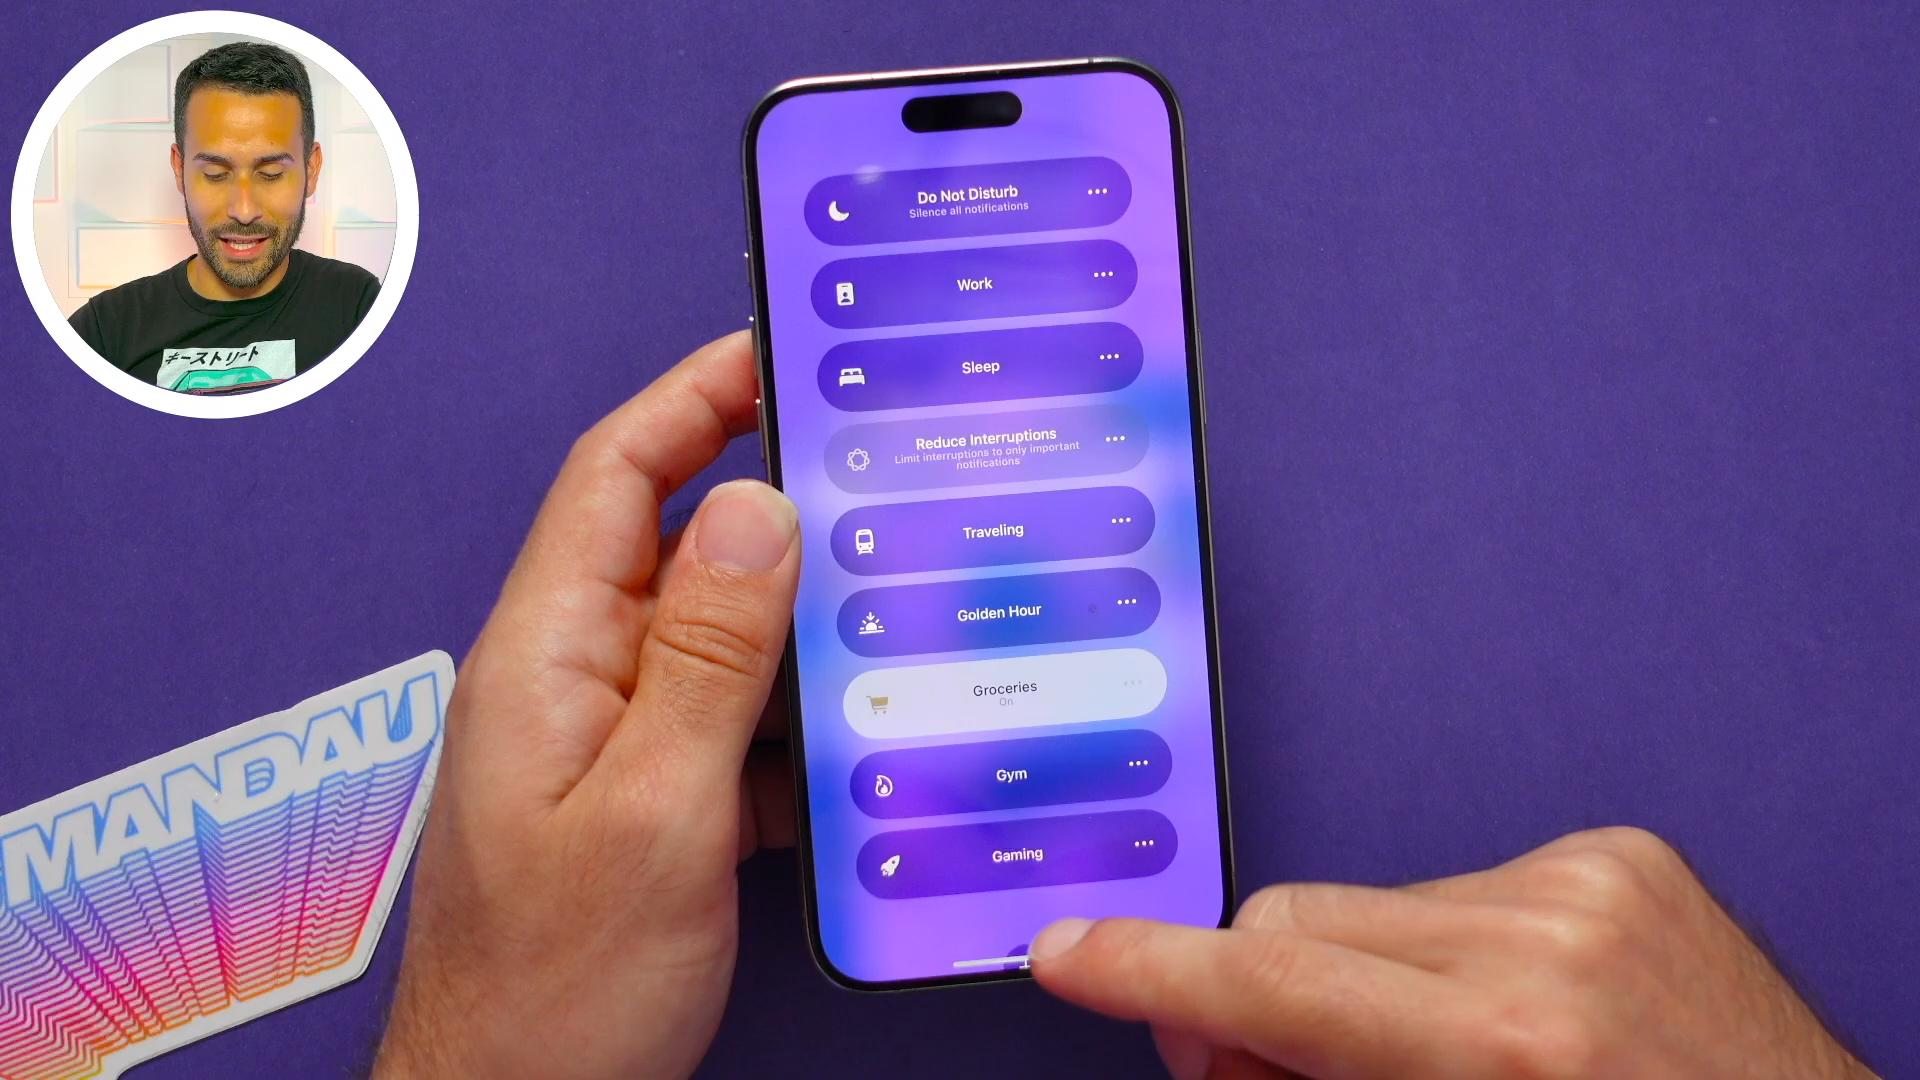 キーストリート
Do Not Disturb
Silence all notifications
Work
Sleep
Reduce Interruptions
Limit interruptions to only important
notifications
Traveling
Golden Hour
Groceries
On
Gym
Gaming
MANDAU